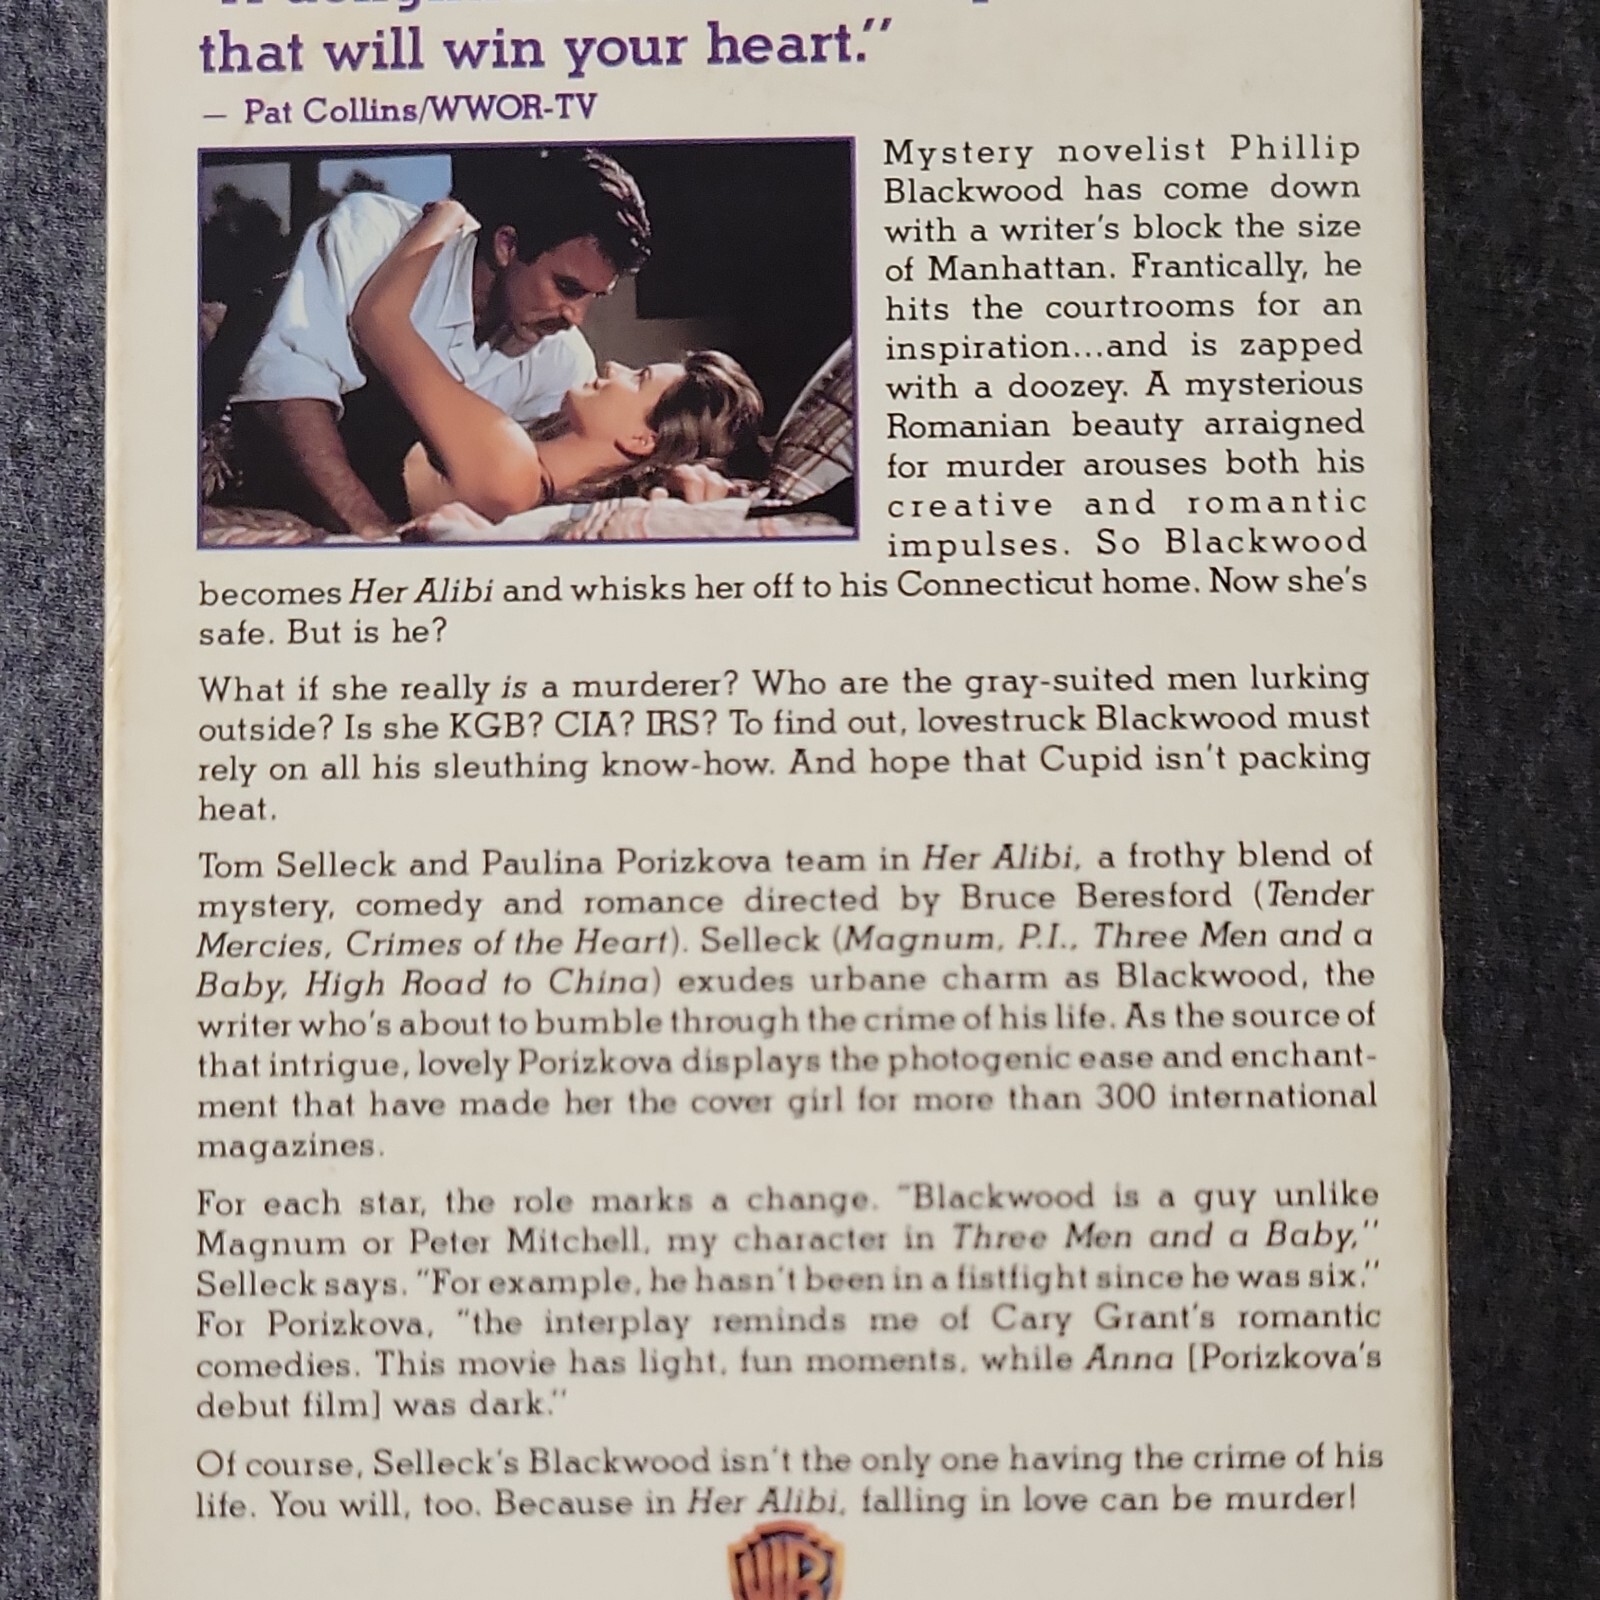 that will win your heart."
— Pat Collins/WWOR-TV
Mystery novelist Phillip
Blackwood has come down
with a writer's block the size
of Manhattan. Frantically, he
hits the courtrooms for an
inspiration...and is zapped
with a doozey. A mysterious
Romanian beauty arraigned
for murder arouses both his
creative and romantic
impulses. So Blackwood
becomes Her Alibi and whisks her off to his Connecticut home. Now she's
safe. But is he?
What if she really is a murderer? Who are the gray-suited men lurking
outside? Is she KGB? CIA? IRS? To find out, lovestruck Blackwood must
rely on all his sleuthing know-how. And hope that Cupid isn't packing
heat.
Tom Selleck and Paulina Porizkova team in Her Alibi, a frothy blend of
mystery, comedy and romance directed by Bruce Beresford (Tender
Mercies, Crimes of the Heart). Selleck (Magnum, P.I., Three Men and a
Baby, High Road to China) exudes urbane charm as Blackwood, the
writer who's about to bumble through the crime of his life. As the source of
that intrigue, lovely Porizkova displays the photogenic ease and enchant-
ment that have made her the cover girl for more than 300 international
magazines.
For each star, the role marks a change. "Blackwood is a guy unlike
Magnum or Peter Mitchell, my character in Three Men and a Baby,"
Selleck says. "For example, he hasn't been in a fistfight since he was six."
For Porizkova, "the interplay reminds me of Cary Grant's romantic
comedies. This movie has light, fun moments, while Anna [Porizkova's
debut film] was dark."
Of course, Selleck's Blackwood isn't the only one having the crime of his
life. You will, too. Because in Her Alibi, falling in love can be murder!
WB